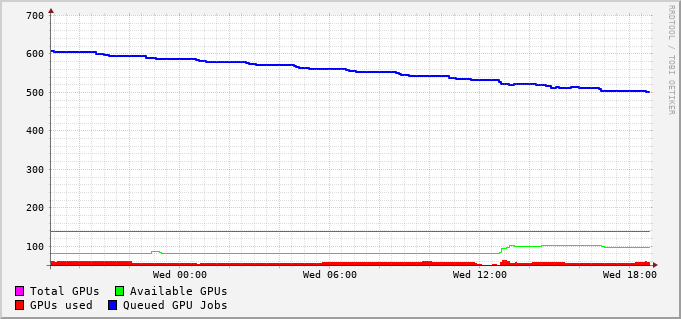 700
600
500
400
300
200
100
Wed 00:00 Wed 06:00 Wed 12:00 Wed 18:00
Total GPUs Available GPUs
GPUs used Queued GPU Jobs
RRDTOOL / TOBI OETIKER